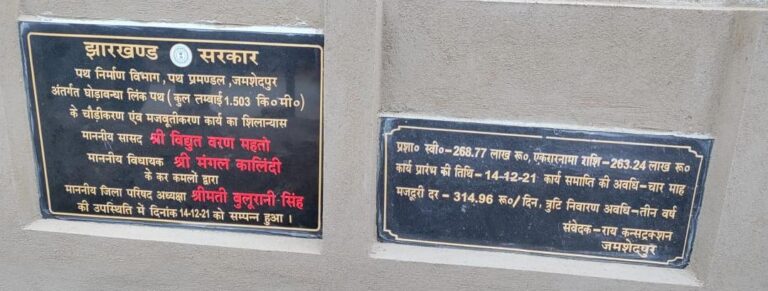 झारखण्ड सरकार
पथ निर्माण विभाग, पथ प्रमण्डल, जमशेदपुर
अंतर्गत घोड़ाबन्धा लिंक पथ ( कुल लम्बाई 1.503 कि०मी०)
के चौड़ीकरण एंव मजबूतीकरण कार्य का शिलान्यास
माननीय सासद श्री विद्युत वरण महतो
माननीय विधायक श्री मंगल कालिंदी
के कर कमलो द्वारा
माननीय जिला परिषद अध्यक्षा श्रीमती बुलूरानी सिंह
की उपस्थिति मे दिनांक 14-12-21 को सम्पन्न हुआ ।
प्रशा० स्वी०-268.77 लाख रू०, एकरारनामा राशि-263.24 लाख रू०
कार्य प्रारंभ की तिथि-14-12-21 कार्य समाप्ति की अवधि-चार माह
मजदूरी दर-314.96 रू०/दिन, त्रुटि निवारण अवधि-तीन वर्ष
संवेदक-राय कन्सट्रक्शन
जमशेदपुर